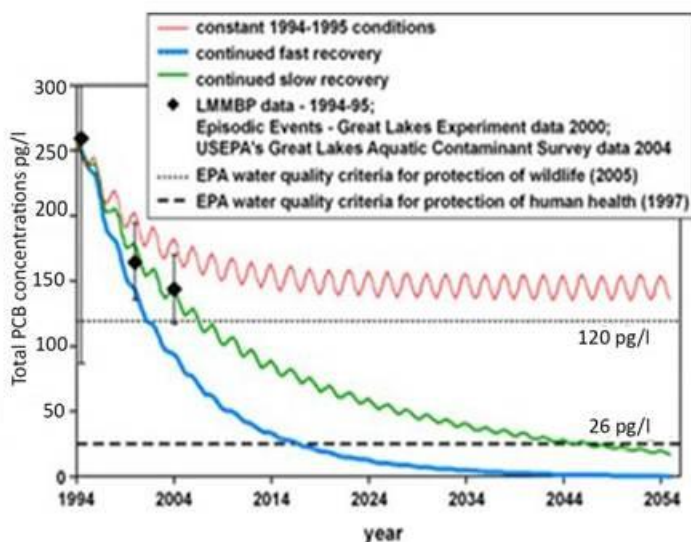 constant 1994-1995 conditions
continued fast recovery
continued slow recovery
LMMBP data - 1994-95;
Episodic Events - Great Lakes Experiment data 2000;
USEPA's Great Lakes Aquatic Contaminant Survey data 2004
EPA water quality criteria for protection of wildlife (2005)
EPA water quality criteria for protection of human health (1997)
Total PCB concentrations pg/l
300
250
200
150
100
50
0
120 pg/l
26 pg/l
1994
2004
2014
2024
2034
2044
2054
year